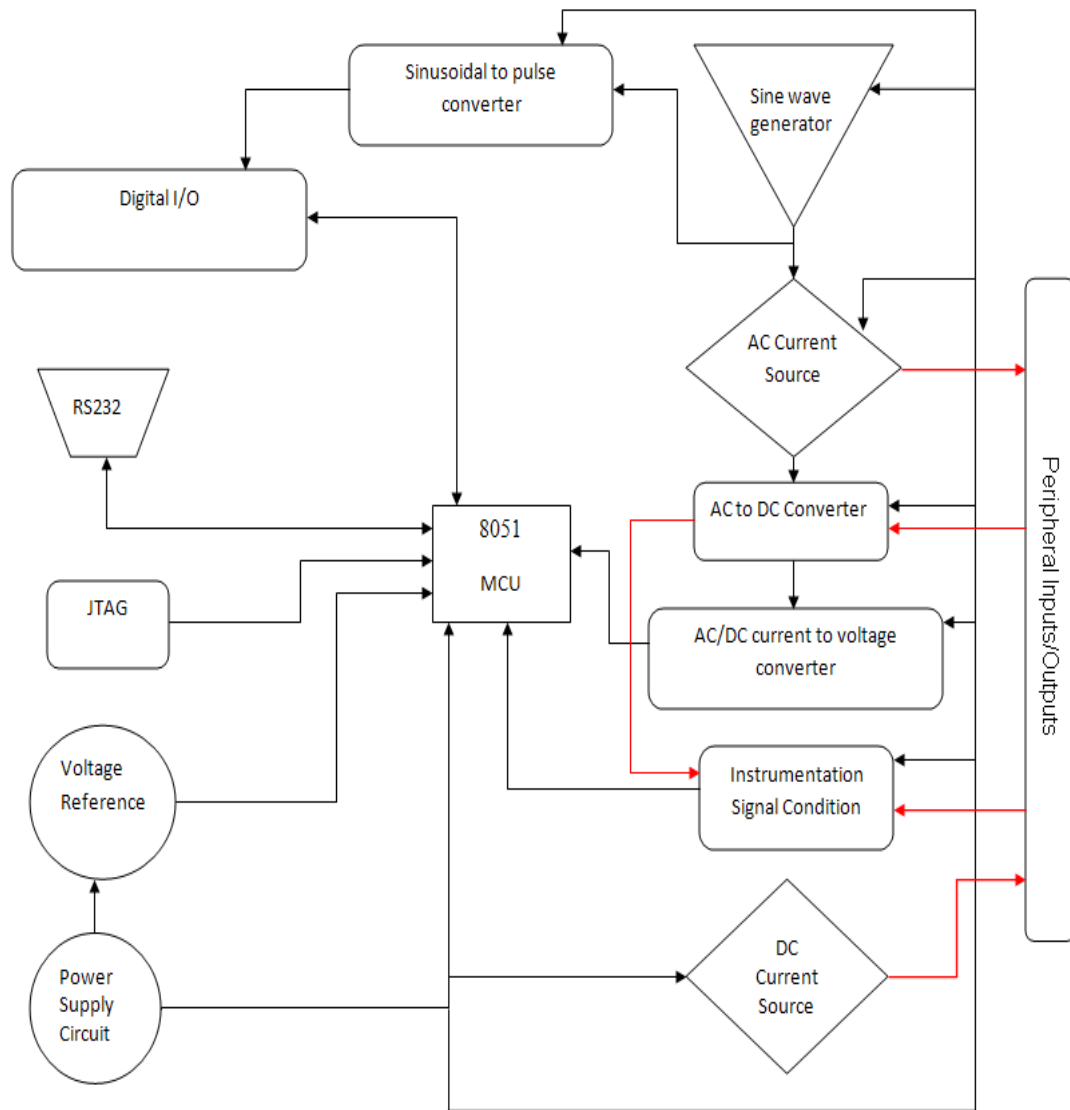 Sinusoidal to pulse
converter
Sine wave
generator
Digital I/O
AC Current
Source
RS232
Peripheral Inputs/Outputs
AC to DC Converter
8051
MCU
JTAG
AC/DC current to voltage
converter
Voltage
Reference
Instrumentation
Signal Condition
DC
Current
Source
Power
Supply
Circuit